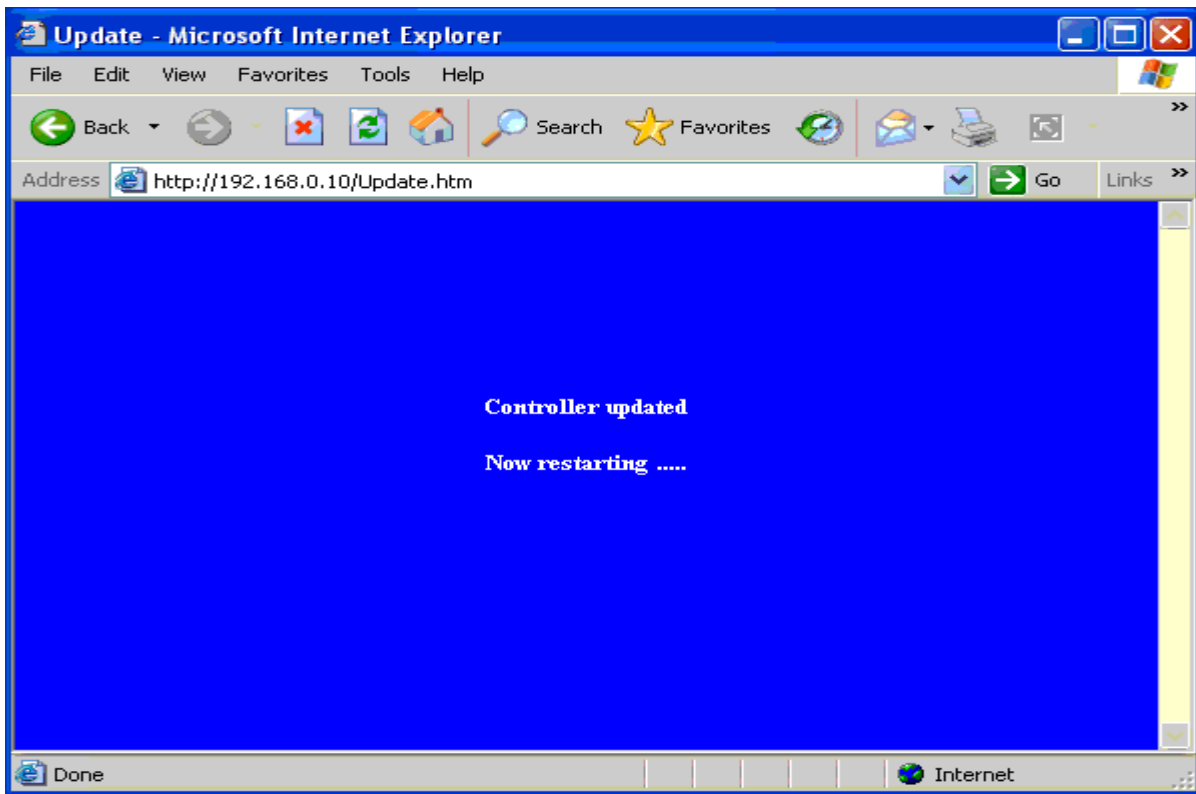 Update - Microsoft Internet Explorer
File Edit View Favorites Tools Help
Back Search Favorites »
Address http://192.168.0.10/Update.htm Go Links »
Controller updated
Now restarting .....
Done Internet